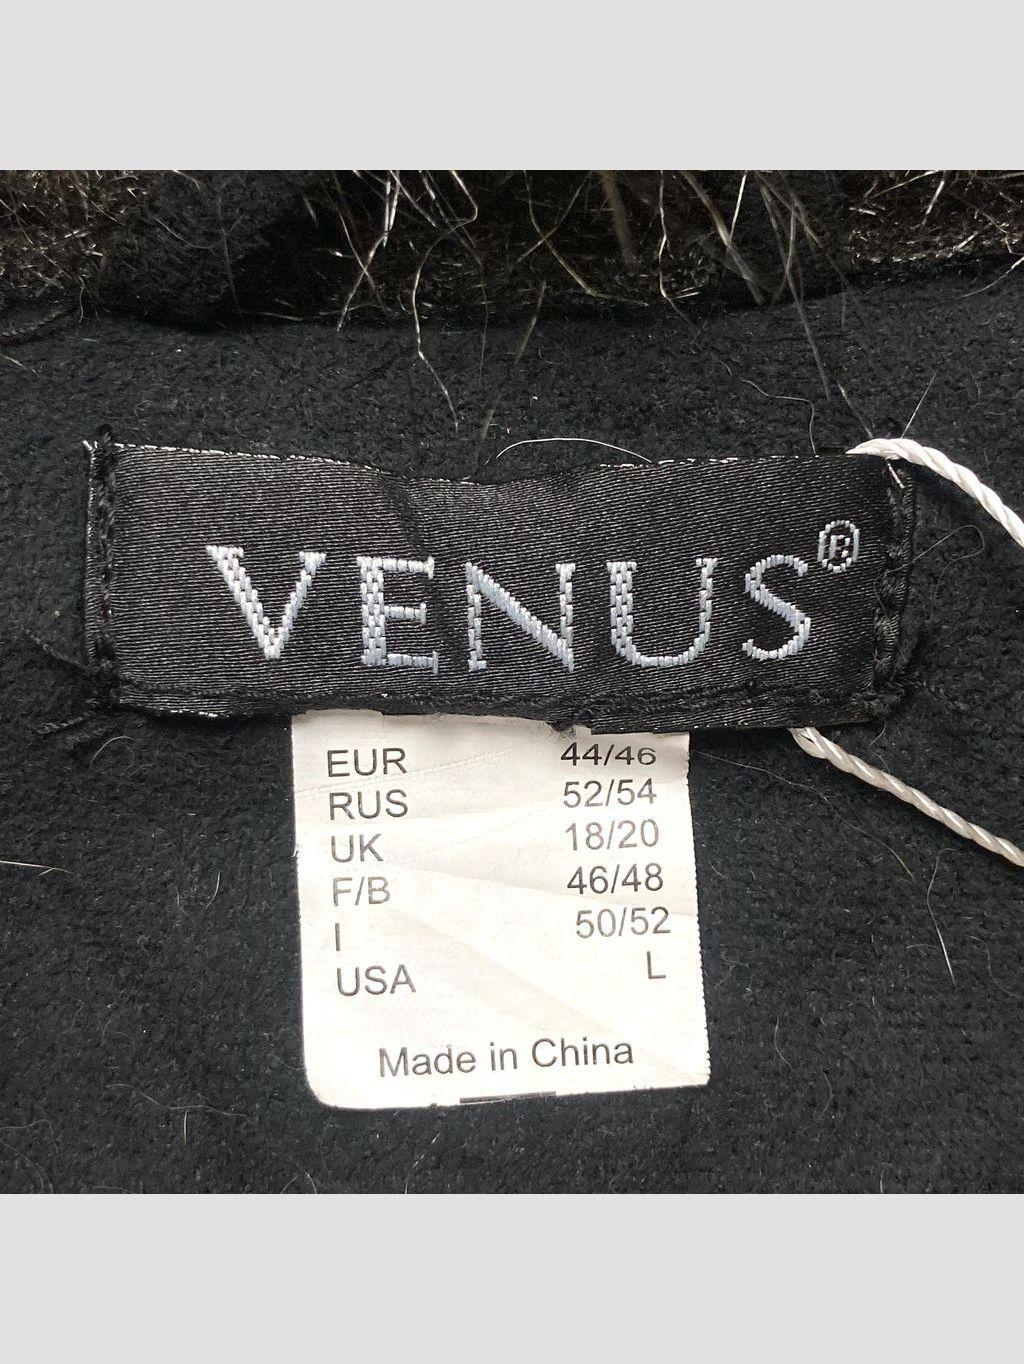 VENUS®
EUR 44/46
RUS 52/54
UK 18/20
F/B 46/48
I 50/52
USA L
Made in China